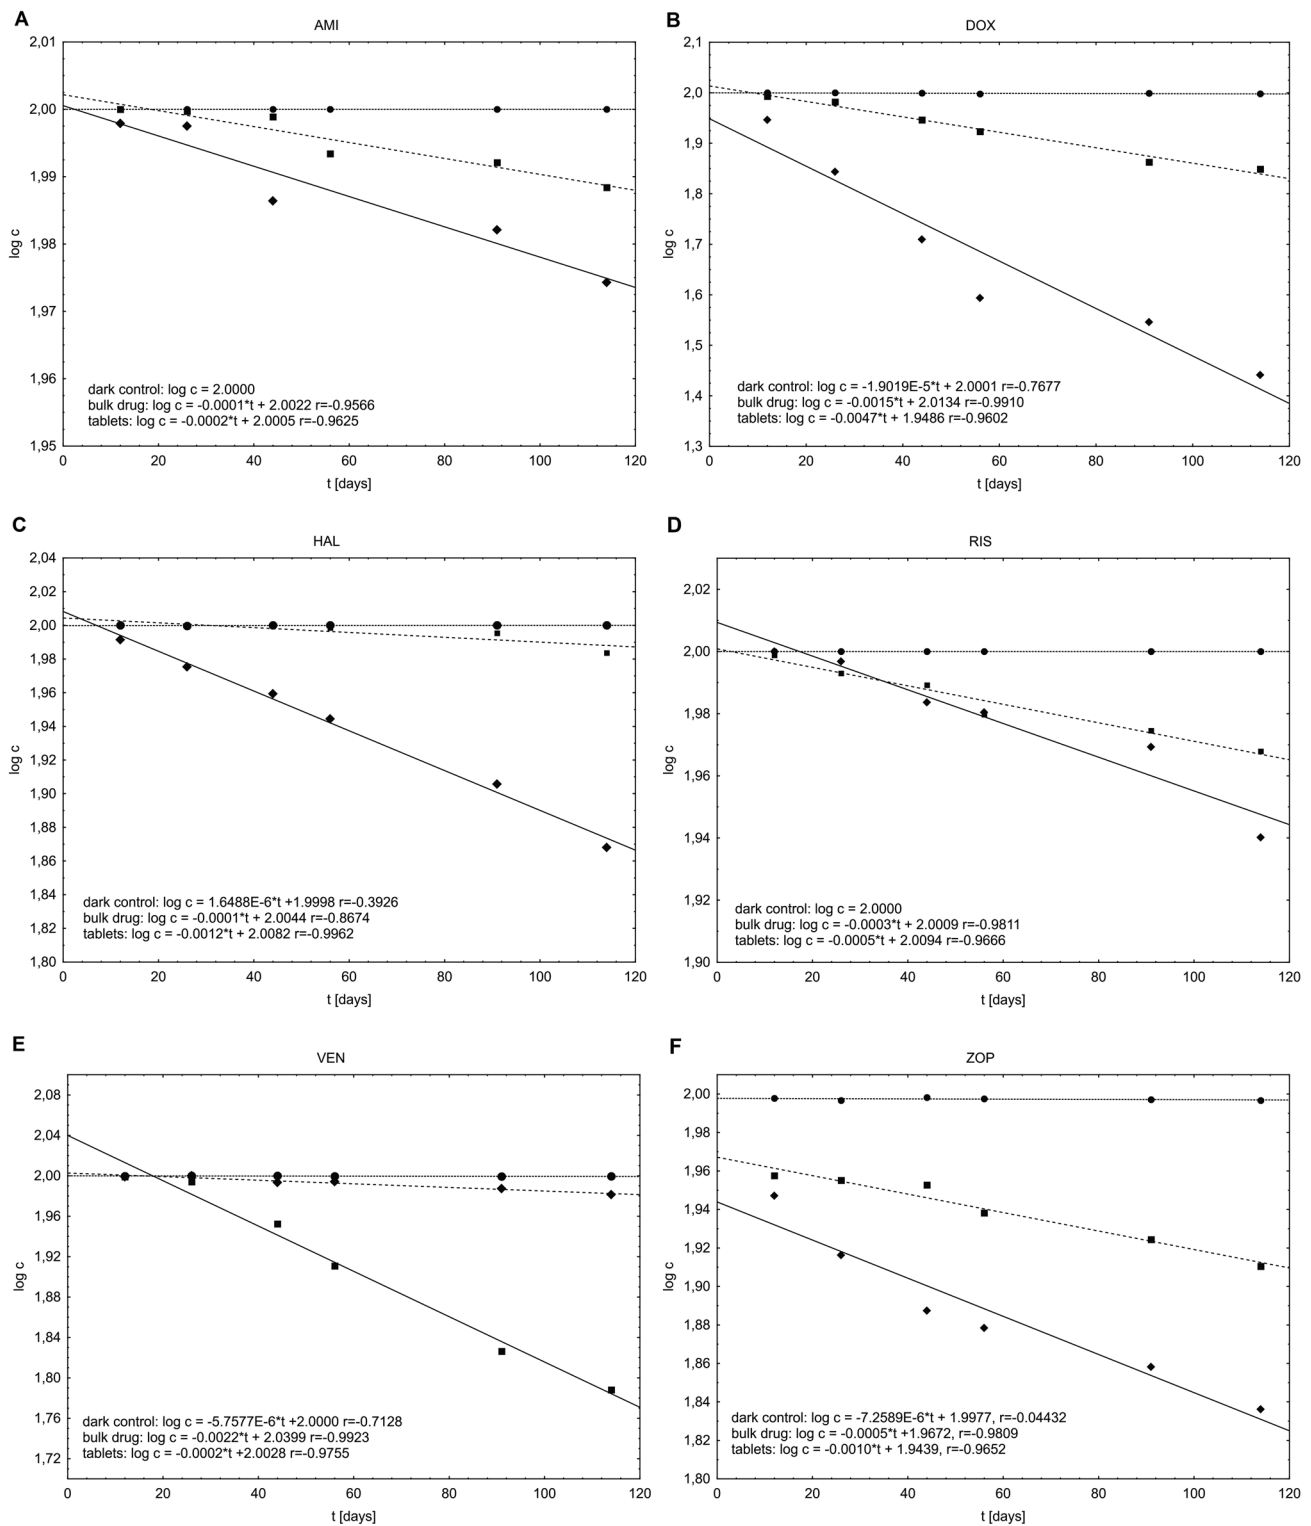 A
AMI
2,01
2,00
1,99
1,98
1,97
1,96
1,95
log c
dark control: log c = 2.0000
bulk drug: log c = -0.0001*t + 2.0022 r=-0.9566
tablets: log c = -0.0002*t + 2.0005 r=-0.9625
0 20 40 60 80 100 120
t [days]
B
DOX
2,1
2,0
1,9
1,8
1,7
1,6
1,5
1,4
1,3
log c
dark control: log c = -1.9019E-5*t + 2.0001 r=-0.7677
bulk drug: log c = -0.0015*t + 2.0134 r=-0.9910
tablets: log c = -0.0047*t + 1.9486 r=-0.9602
0 20 40 60 80 100 120
t [days]
C
HAL
2,04
2,02
2,00
1,98
1,96
1,94
1,92
1,90
1,88
1,86
1,84
1,82
1,80
log c
dark control: log c = 1.6488E-6*t +1.9998 r=-0.3926
bulk drug: log c = -0.0001*t + 2.0044 r=-0.8674
tablets: log c = -0.0012*t + 2.0082 r=-0.9962
0 20 40 60 80 100 120
t [days]
D
RIS
2,02
2,00
1,98
1,96
1,94
1,92
1,90
log c
dark control: log c = 2.0000
bulk drug: log c = -0.0003*t + 2.0009 r=-0.9811
tablets: log c = -0.0005*t + 2.0094 r=-0.9666
0 20 40 60 80 100 120
t [days]
E
VEN
2,08
2,04
2,00
1,96
1,92
1,88
1,84
1,80
1,76
1,72
log c
dark control: log c = -5.7577E-6*t +2.0000 r=-0.7128
bulk drug: log c = -0.0022*t + 2.0399 r=-0.9923
tablets: log c = -0.0002*t +2.0028 r=-0.9755
0 20 40 60 80 100 120
t [days]
F
ZOP
2,00
1,96
1,94
1,92
1,90
1,88
1,86
1,84
1,82
1,80
log c
dark control: log c = -7.2589E-6*t + 1.9977, r=-0.04432
bulk drug: log c = -0.0005*t +1.9672, r=-0.9809
tablets: log c = -0.0010*t + 1.9439, r=-0.9652
0 20 40 60 80 100 120
t [days]